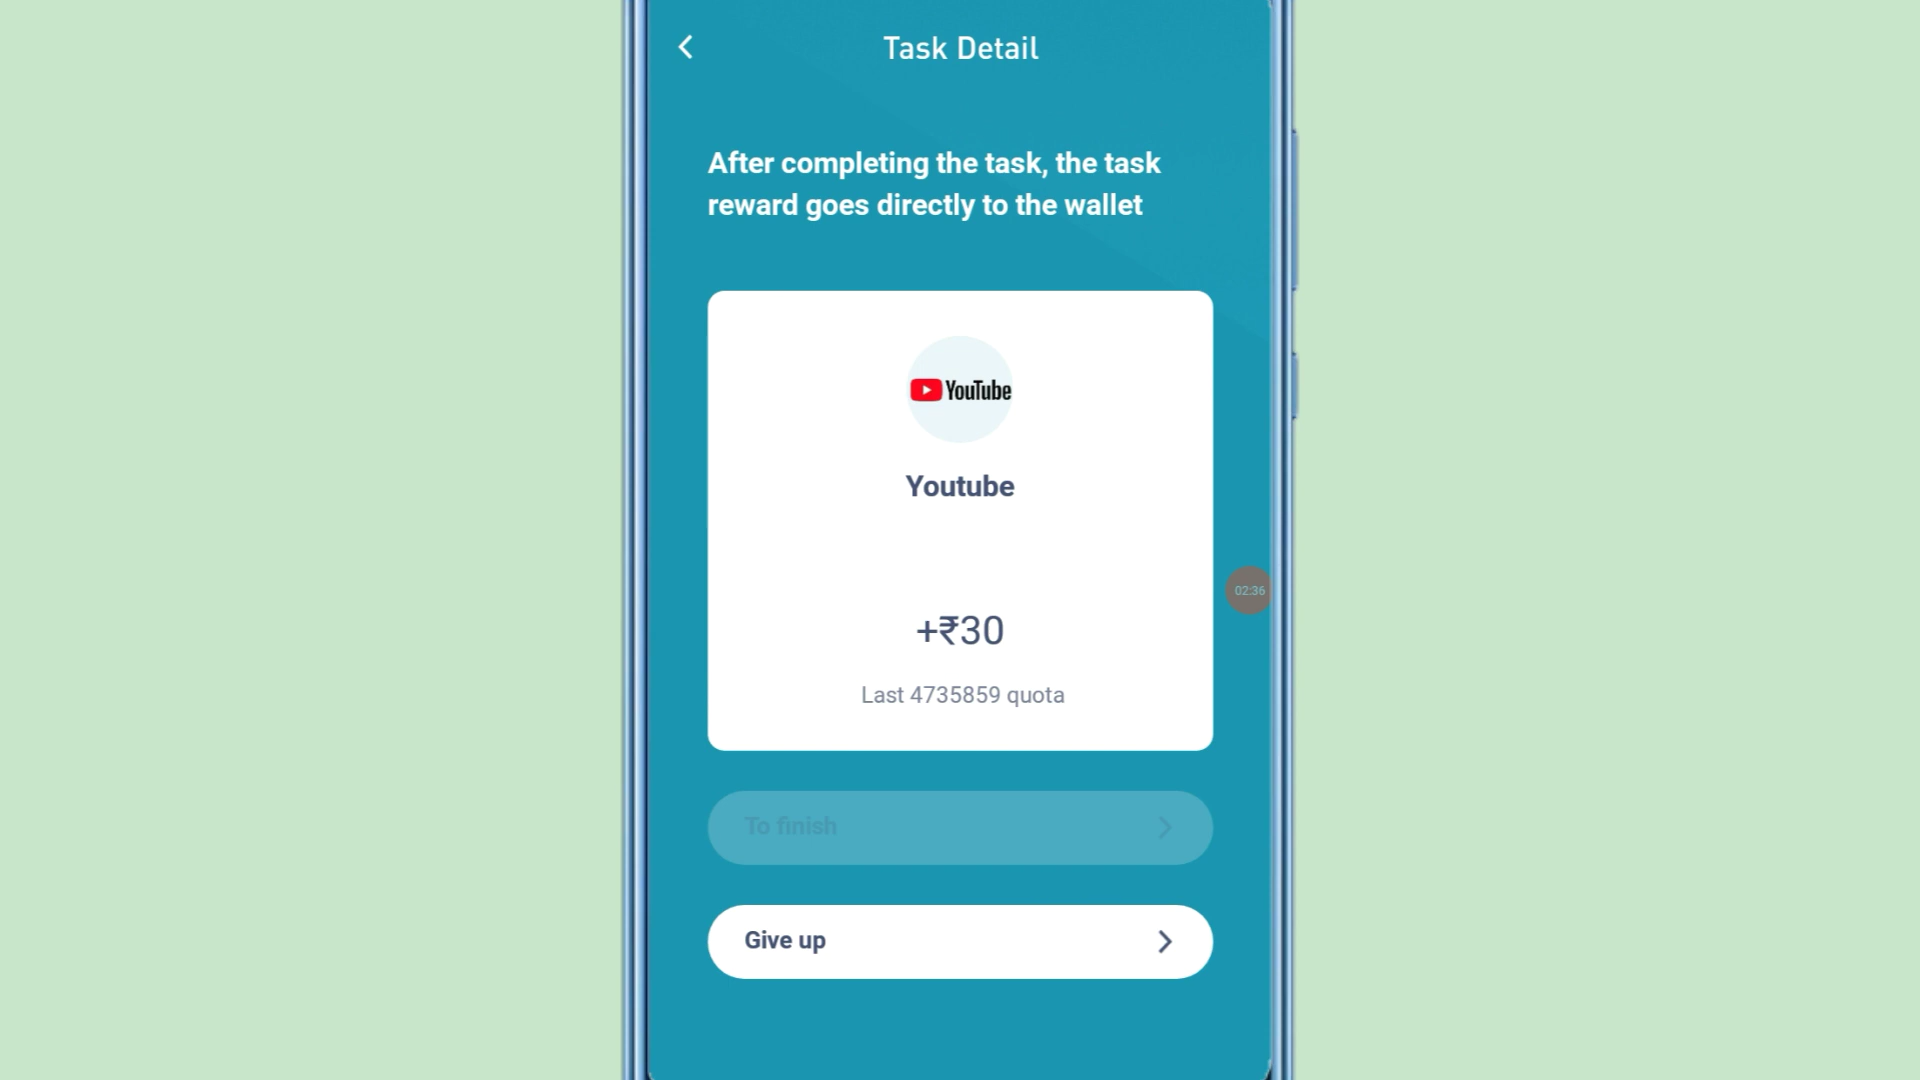 Task Detail
After completing the task, the task
reward goes directly to the wallet
YouTube
Youtube
+₹30
02:36
Last 4735859 quota
To finish
Give up